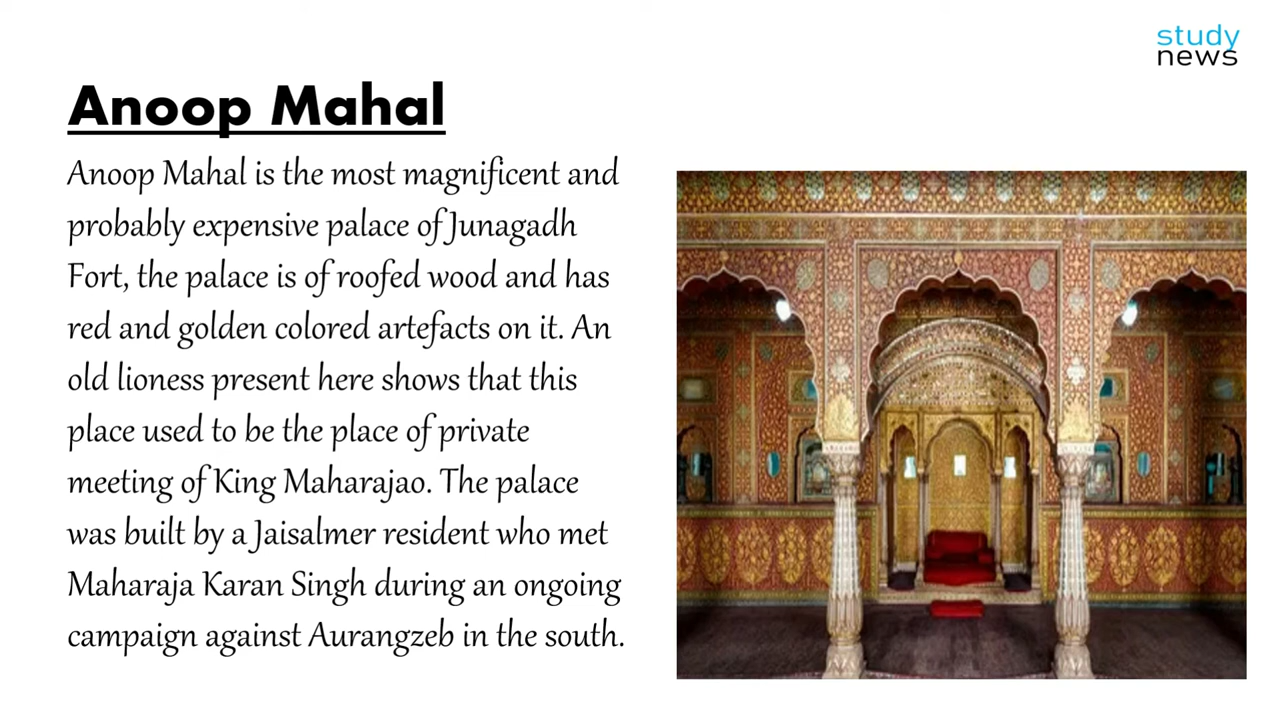 study
news
Anoop Mahal
Anoop Mahal is the most magnificent and
probably expensive palace of Junagadh
Fort, the palace is of roofed wood and has
red and golden colored artefacts on it. An
old lioness present here shows that this
place used to be the place of private
meeting of King Maharajao. The palace
was built by a Jaisalmer resident who met
Maharaja Karan Singh during an ongoing
campaign against Aurangzeb in the south.